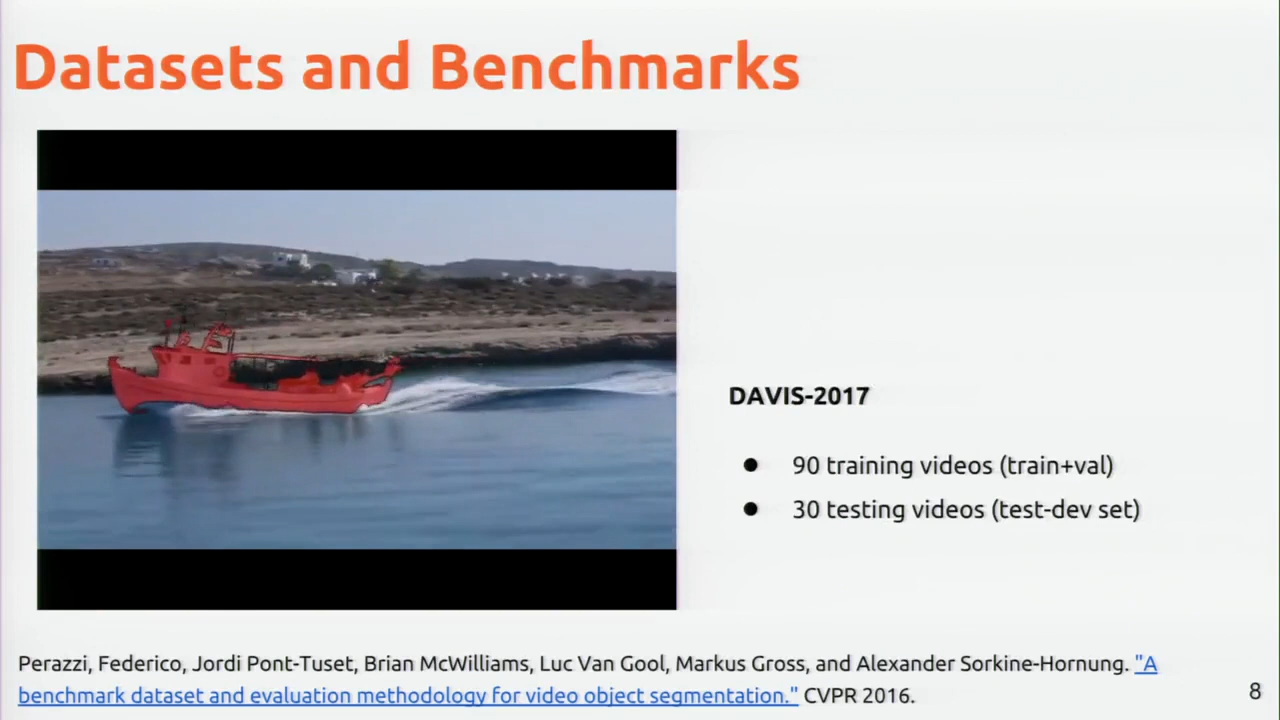 Datasets and Benchmarks
DAVIS-2017
● 90 training videos (train+val)
● 30 testing videos (test-dev set)
Perazzi, Federico, Jordi Pont-Tuset, Brian McWilliams, Luc Van Gool, Markus Gross, and Alexander Sorkine-Hornung. "A
benchmark dataset and evaluation methodology for video object segmentation." CVPR 2016.
8